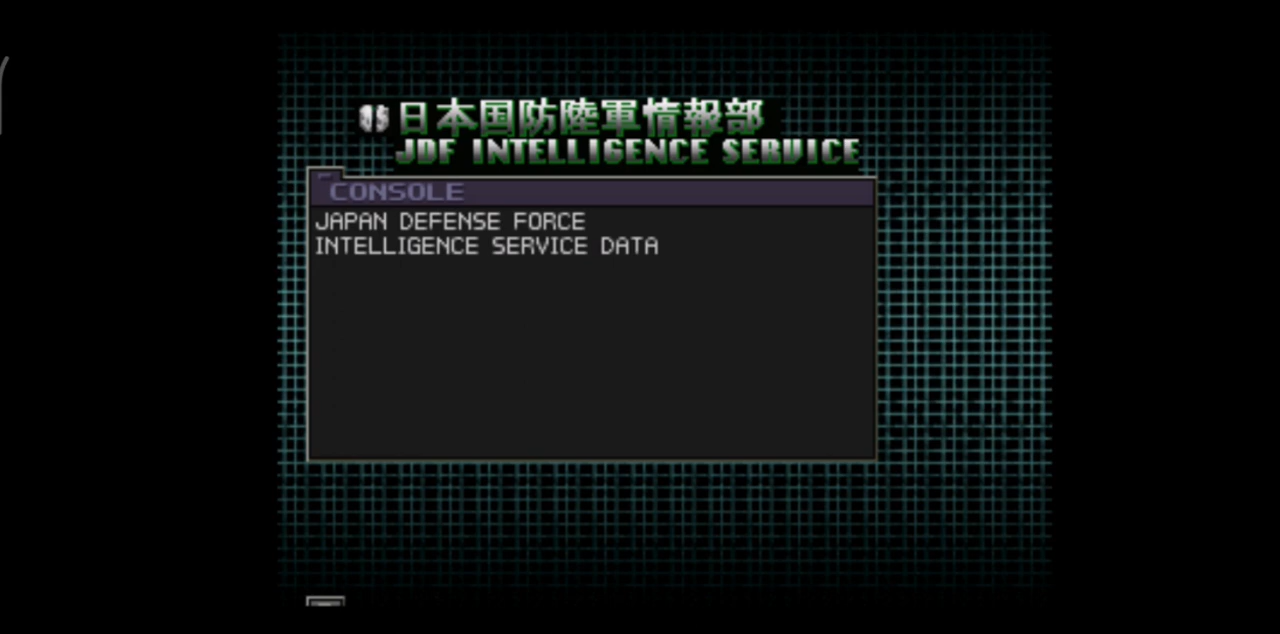 日本国防陸軍情報部
JDF INTELLIGENCE SERVICE
CONSOLE
JAPAN DEFENSE FORCE
INTELLIGENCE SERVICE DATA